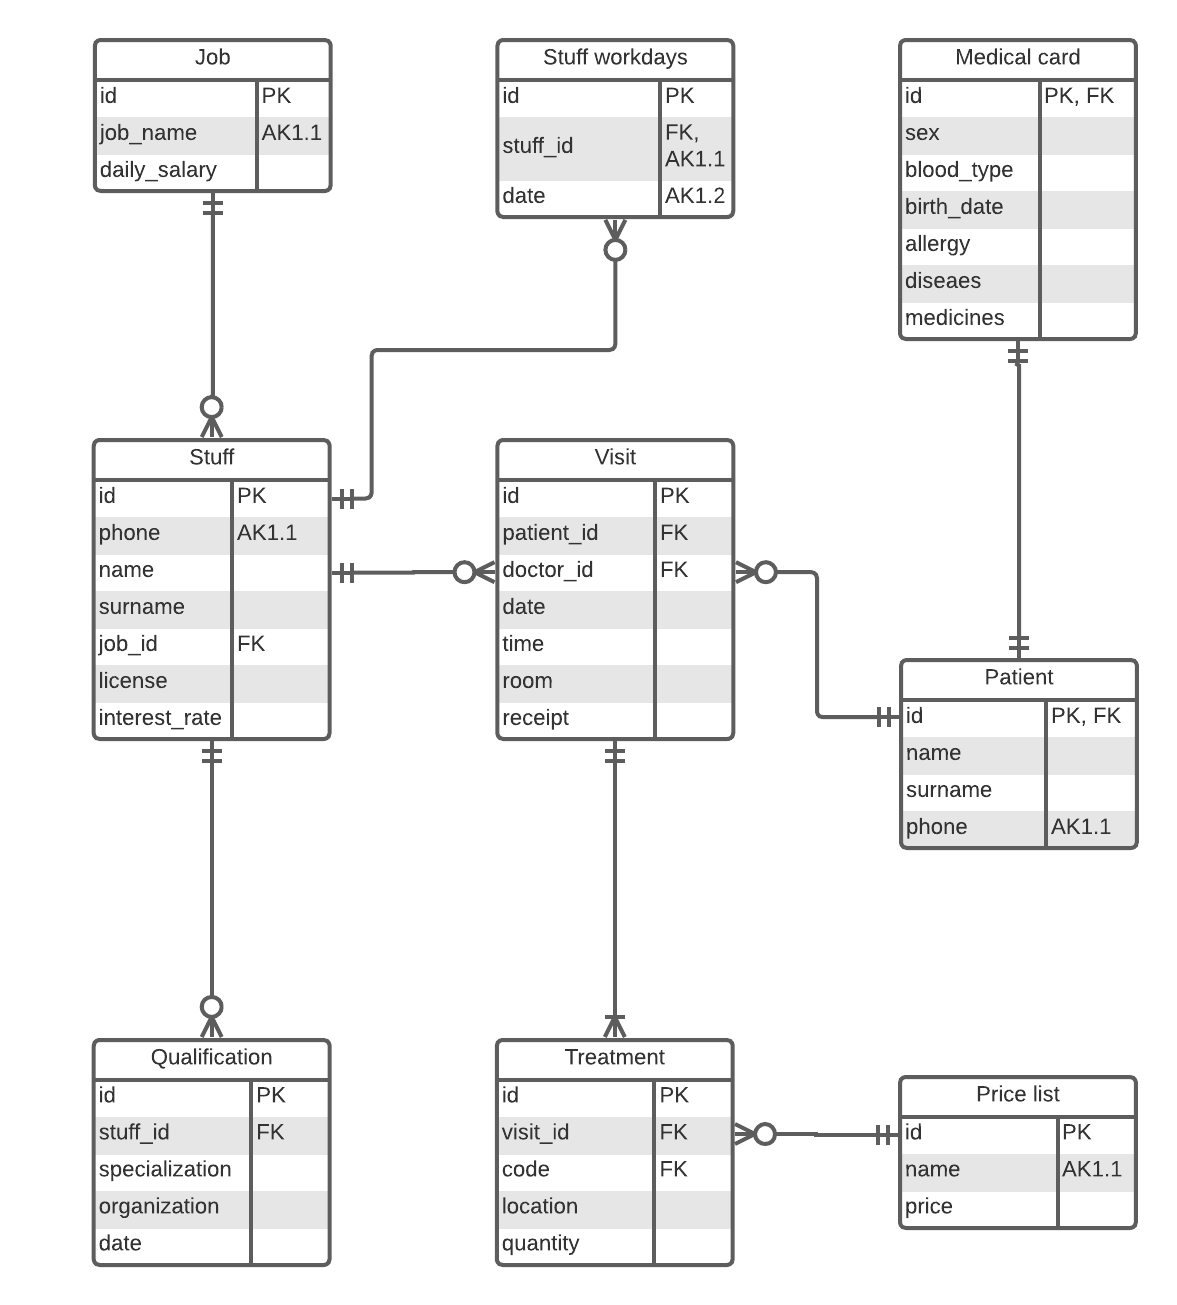 Job
id PK
job_name AK1.1
daily_salary
Stuff workdays
id PK
stuff_id FK,
AK1.1
date AK1.2
Medical card
id PK, FK
sex
blood_type
birth_date
allergy
diseaes
medicines
Stuff
id PK
phone AK1.1
name
surname
job_id FK
license
interest_rate
Visit
id PK
patient_id FK
doctor_id FK
date
time
room
receipt
Patient
id PK, FK
name
surname
phone AK1.1
Qualification
id PK
stuff_id FK
specialization
organization
date
Treatment
id PK
visit_id FK
code FK
location
quantity
Price list
id PK
name AK1.1
price